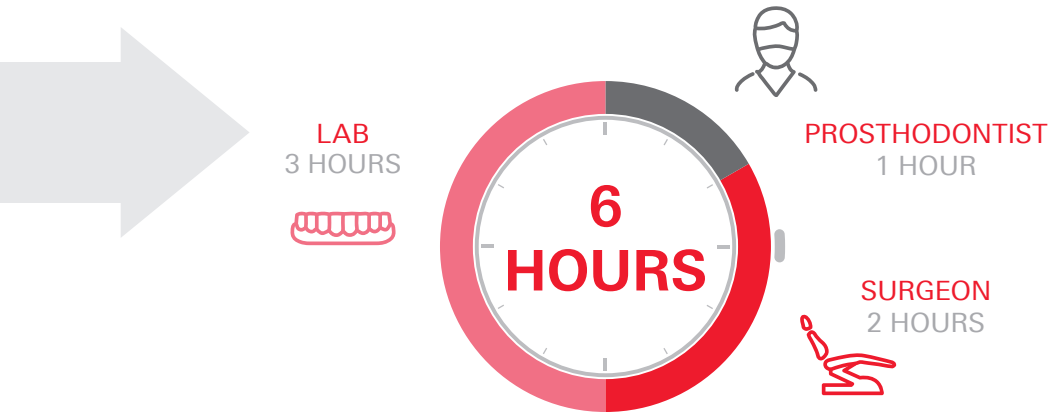 LAB
3 HOURS
6
HOURS
PROSTHODONTIST
1 HOUR
SURGEON
2 HOURS